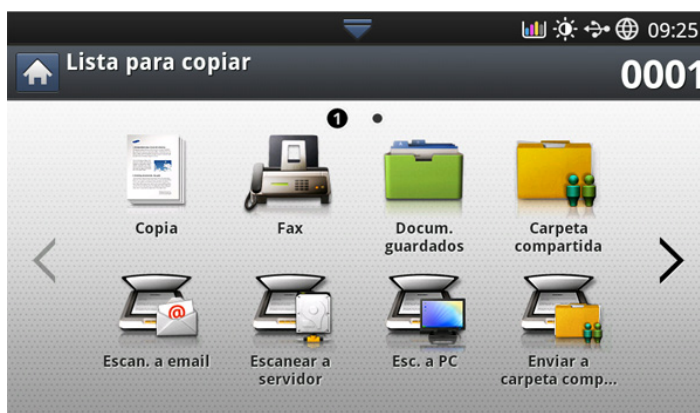 09:25
Lista para copiar
0001
1
Copia
Fax
Docum.
guardados
Carpeta
compartida
@
Escan. a email
Escanear a
servidor
Esc. a PC
Enviar a
carpeta comp...